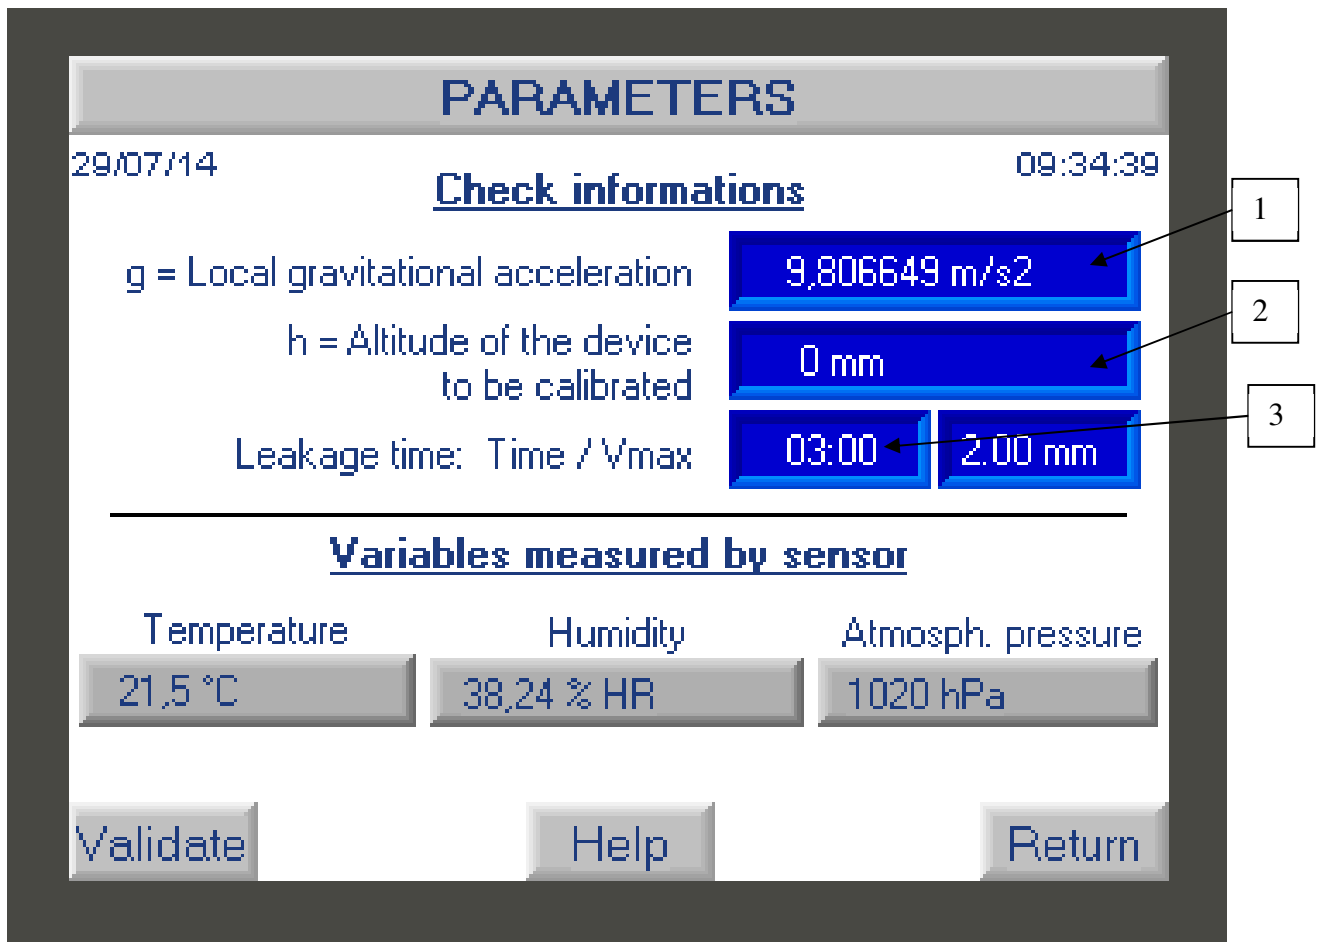 PARAMETERS
29/07/14
09:34:39
Check informations
1
g = Local gravitational acceleration
9,806649 m/s2
2
h = Altitude of the device
to be calibrated
0 mm
3
Leakage time: Time / Vmax
03:00
2.00 mm
Variables measured by sensor
Temperature
Humidity
Atmosph. pressure
21,5 °C
38,24 % HR
1020 hPa
Validate
Help
Return